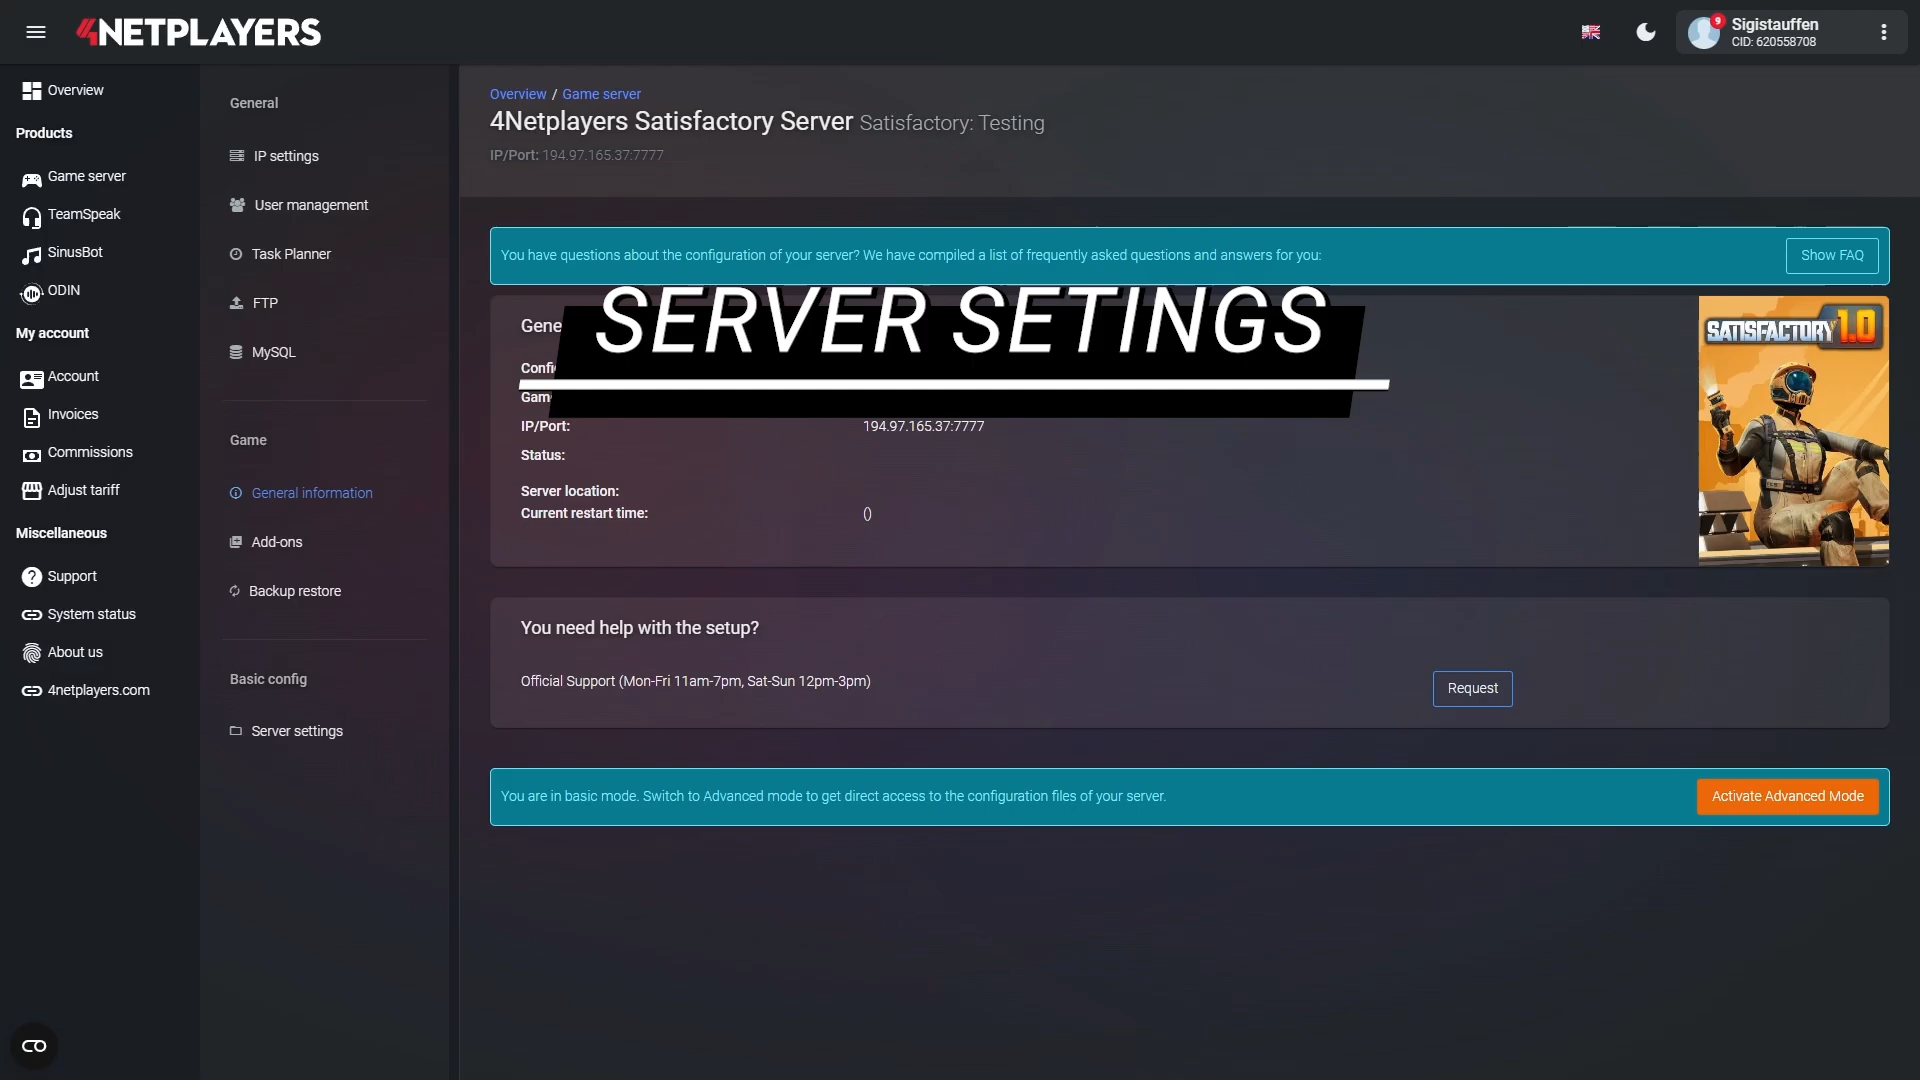 4NETPLAYERS
9
Sigistauffen
CID: 620558708
Overview
Products
Game server
TeamSpeak
SinusBot
ODIN
My account
Account
Invoices
Commissions
Adjust tariff
Miscellaneous
Support
System status
About us
4netplayers.com
General
IP settings
User management
Task Planner
FTP
MySQL
Game
General information
Add-ons
Backup restore
Basic config
Server settings
Overview / Game server
4Netplayers Satisfactory Server Satisfactory: Testing
IP/Port: 194.97.165.37:7777
You have questions about the configuration of your server? We have compiled a list of frequently asked questions and answers for you:
Show FAQ
SERVER SETINGS
IP/Port: 194.97.165.37:7777
Status:
Server location:
Current restart time: ()
SATISFACTORY 1.0
You need help with the setup?
Official Support (Mon-Fri 11am-7pm, Sat-Sun 12pm-3pm)
Request
You are in basic mode. Switch to Advanced mode to get direct access to the configuration files of your server.
Activate Advanced Mode